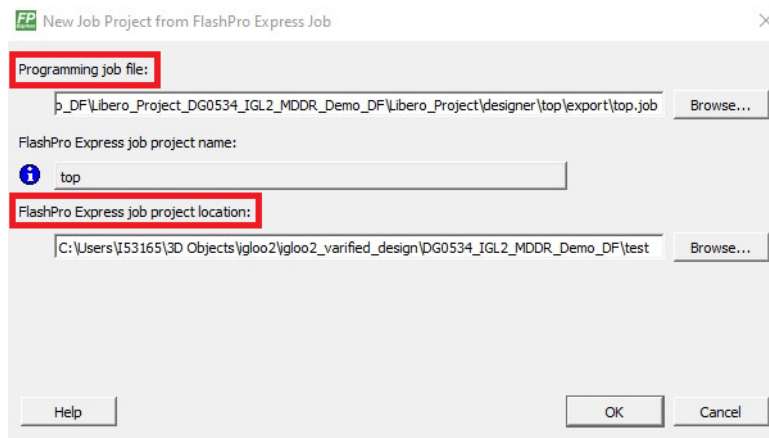 FP
New Job Project from FlashPro Express Job
Programming job file:
o_DF\Libero_Project_DG0534_IGL2_MDDR_Demo_DF\Libero_Project\designer\top\export\top.job Browse...
FlashPro Express job project name:
top
FlashPro Express job project location:
C:\Users\I53165\3D Objects\igloo2\igloo2_varified_design\DG0534_IGL2_MDDR_Demo_DF\test Browse...
Help OK Cancel